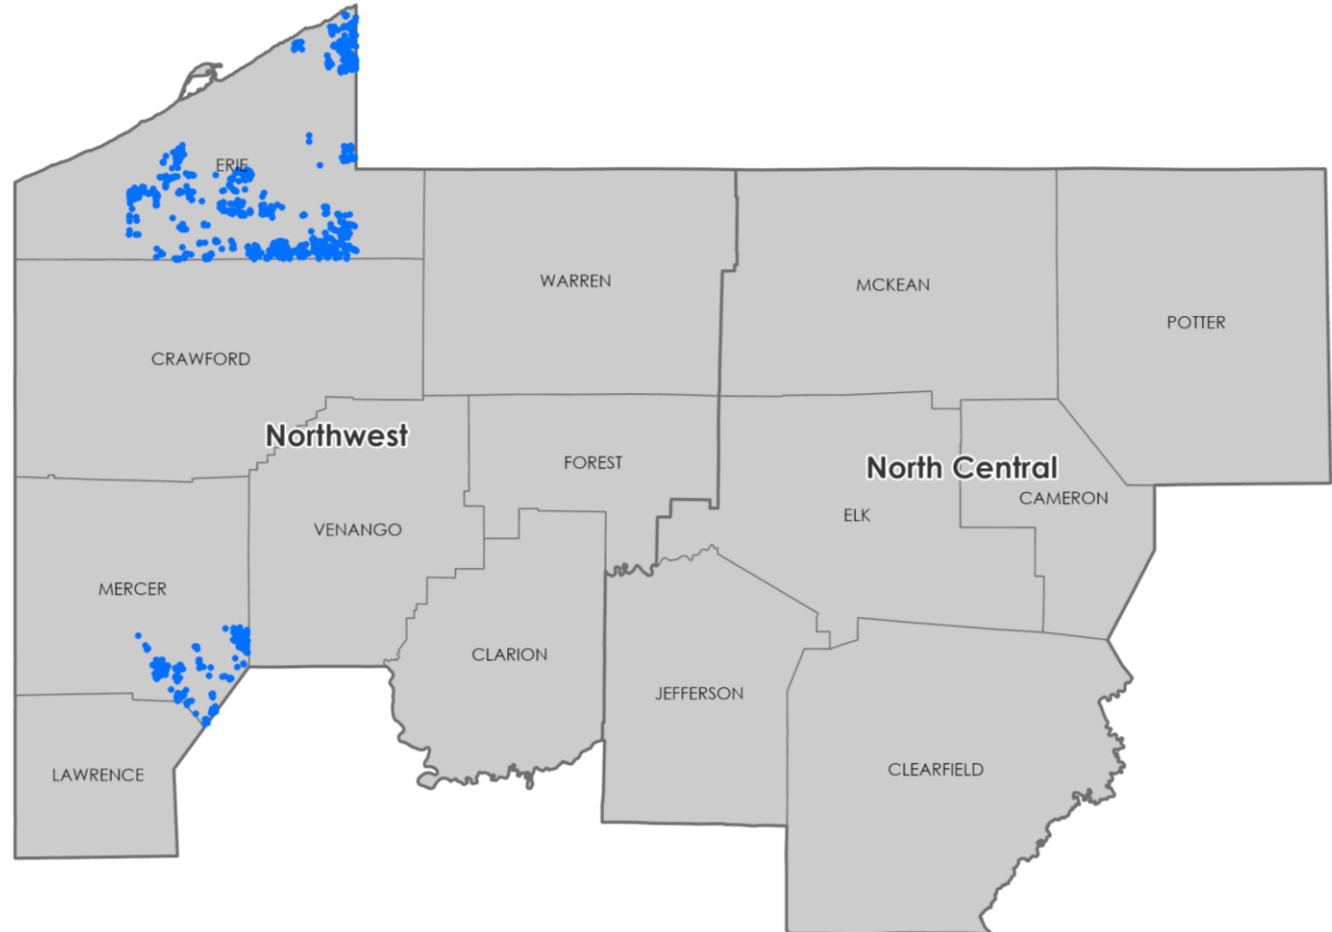 ERIE
WARREN
MCKEAN
POTTER
CRAWFORD
Northwest
FOREST
North Central
CAMERON
ELK
VENANGO
MERCER
CLARION
JEFFERSON
LAWRENCE
CLEARFIELD